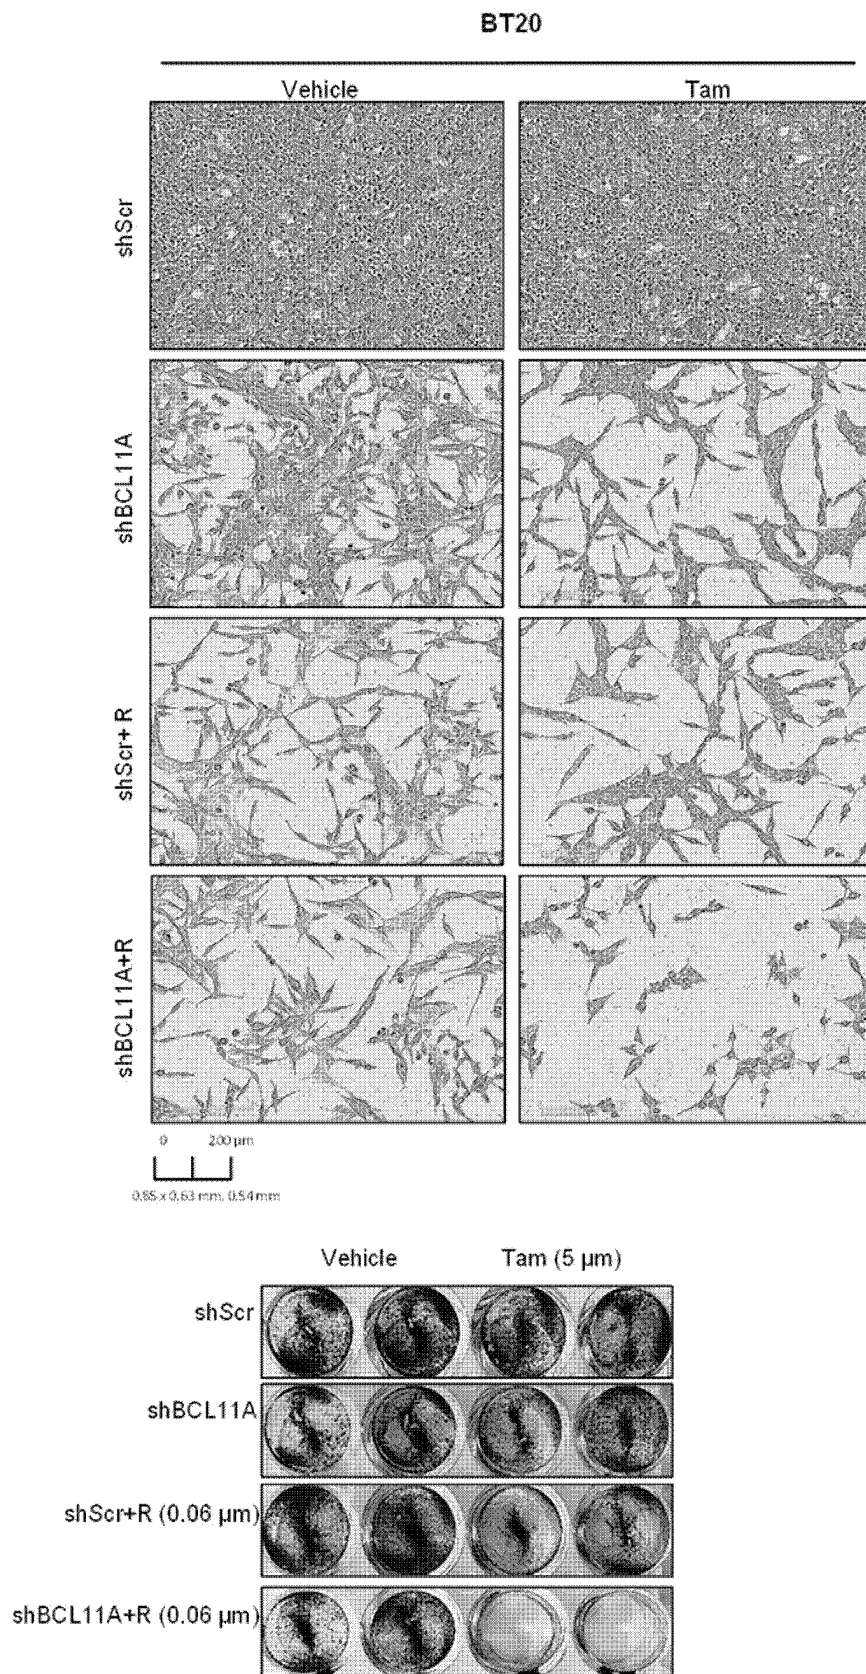 BT20
Vehicle Tam
shScr
shBCL11A
shScr+ R
shBCL11A+R
0 200 µm
0.85 x 0.63 mm, 0.54 mm
Vehicle Tam (5 µm)
shScr
shBCL11A
shScr+R (0.06 µm)
shBCL11A+R (0.06 µm)